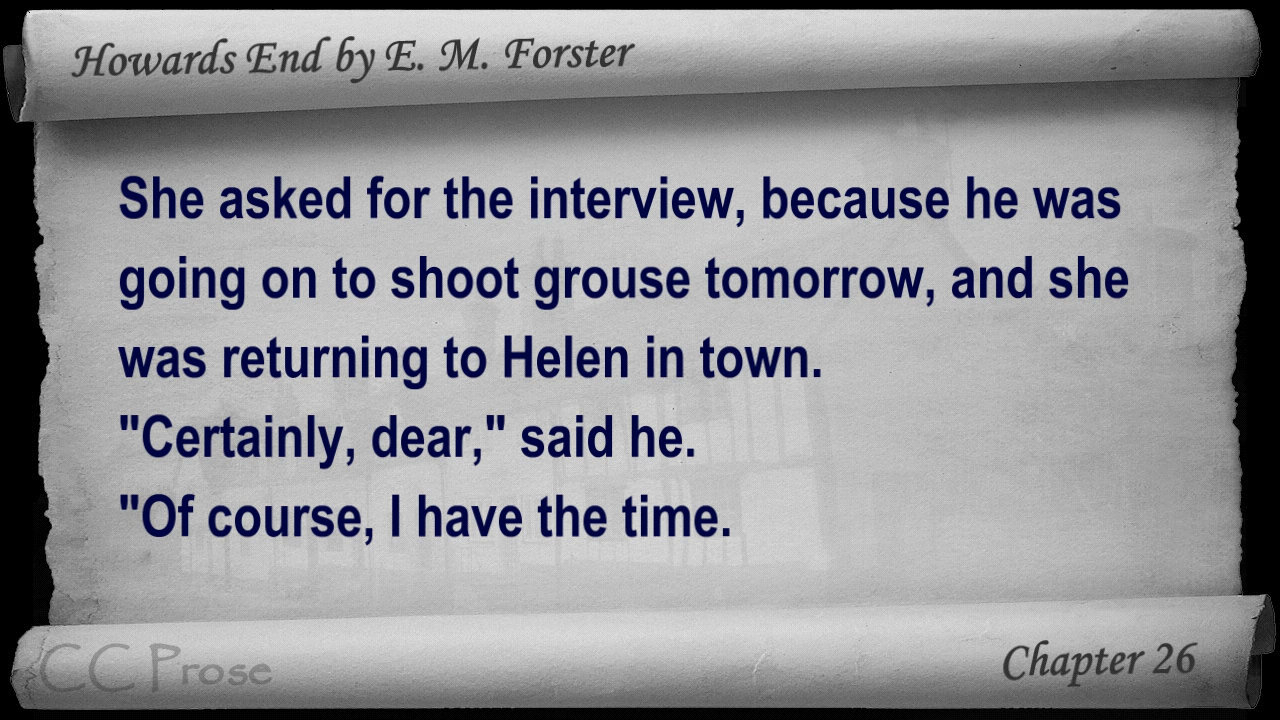 Howards End by E. M. Forster
She asked for the interview, because he was
going on to shoot grouse tomorrow, and she
was returning to Helen in town.
"Certainly, dear," said he.
"Of course, I have the time.
CC Prose
Chapter 26